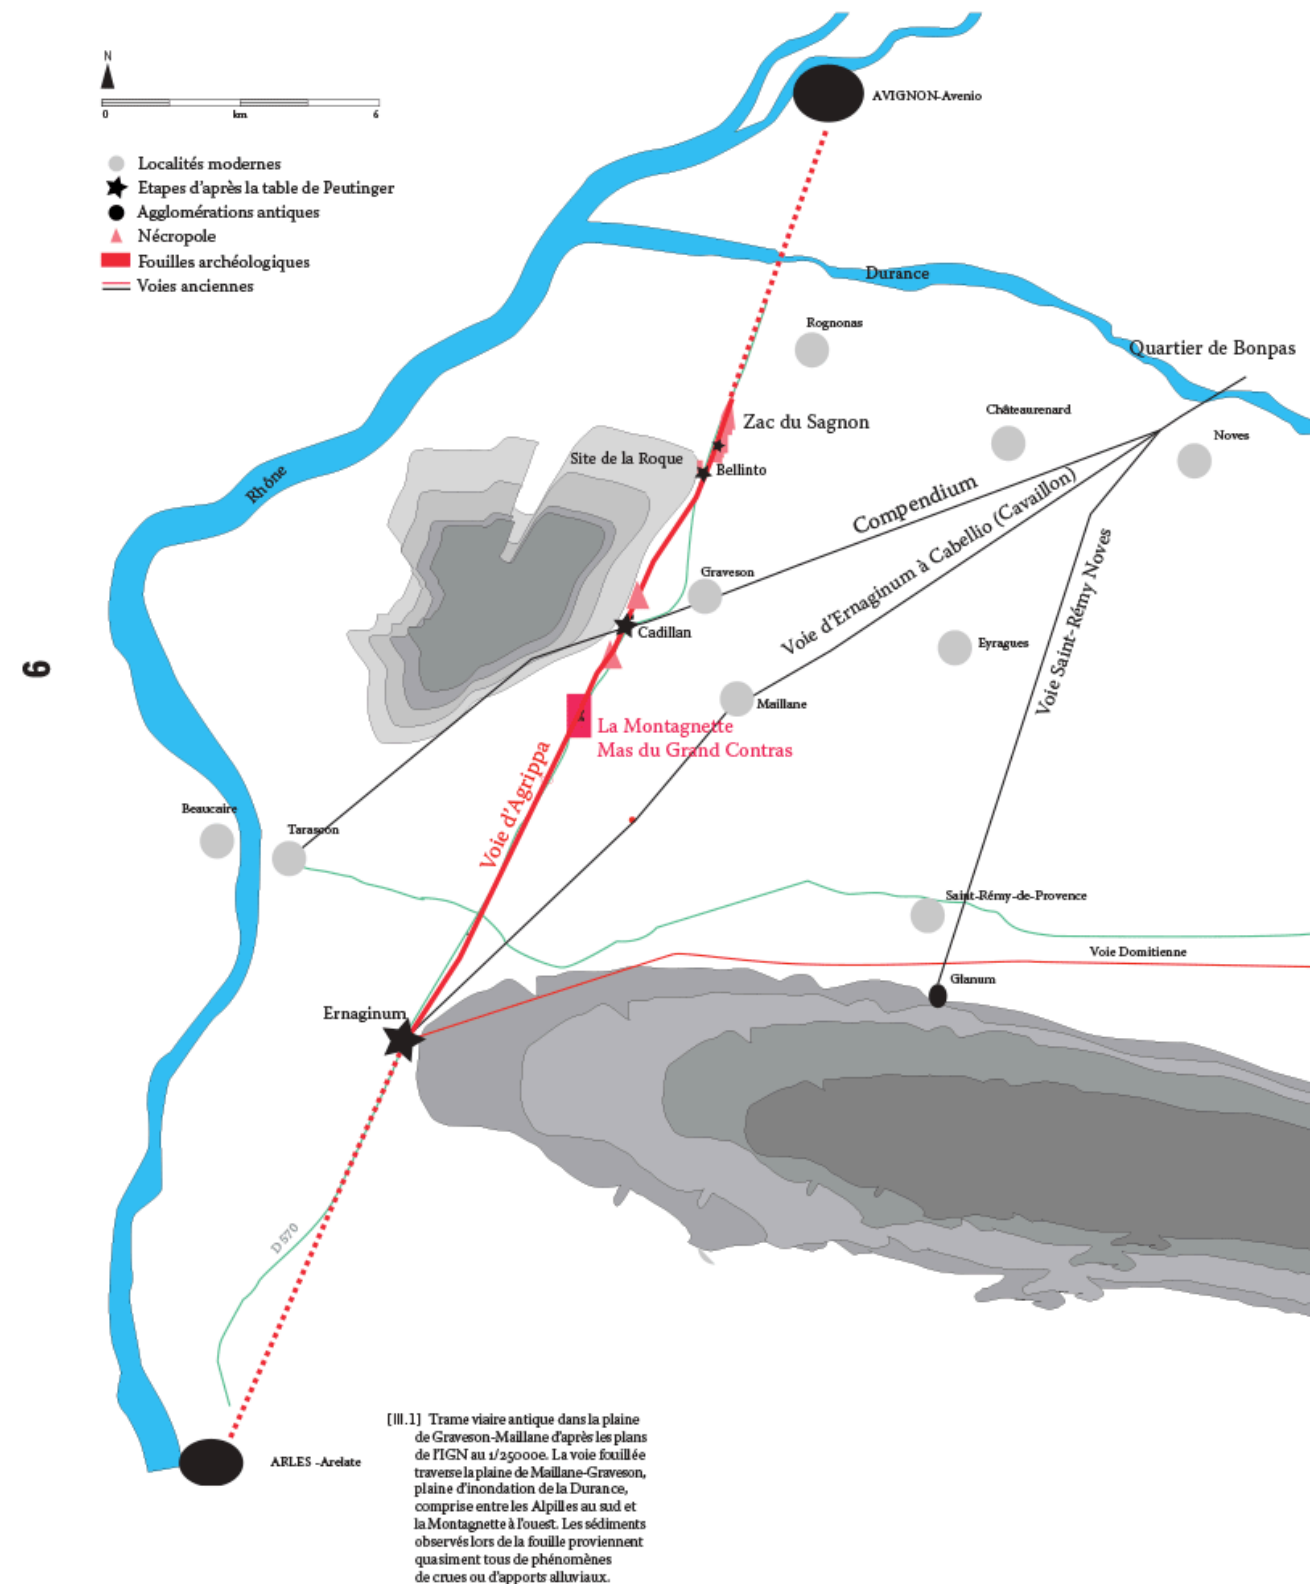 N
0 km 6
Localités modernes
Etapes d'après la table de Peutinger
Agglomérations antiques
Nécropole
Fouilles archéologiques
Voies anciennes
AVIGNON-Avenio
Durance
Rognonas
Quartier de Bonpas
Châteaurenard
Noves
Zac du Sagnon
Site de la Roque
Bellinto
Rhône
Compendium
Voie d'Ernaginum à Cabellio (Cavaillon)
Voie Saint-Rémy Noves
Graveson
Cadillan
Eyragues
Maillane
6
La Montagnette
Mas du Grand Contras
Voie d'Agrippa
Beaucaire
Tarascon
Saint-Rémy-de-Provence
Voie Domitienne
Glanum
Ernaginum
D 570
ARLES -Arelate
[Ill.1] Trame viaire antique dans la plaine
de Graveson-Maillane d'après les plans
de l'IGN au 1/25000e. La voie fouillée
traverse la plaine de Maillane-Graveson,
plaine d'inondation de la Durance,
comprise entre les Alpilles au sud et
la Montagnette à l'ouest. Les sédiments
observés lors de la fouille proviennent
quasiment tous de phénomènes
de crues ou d'apports alluviaux.